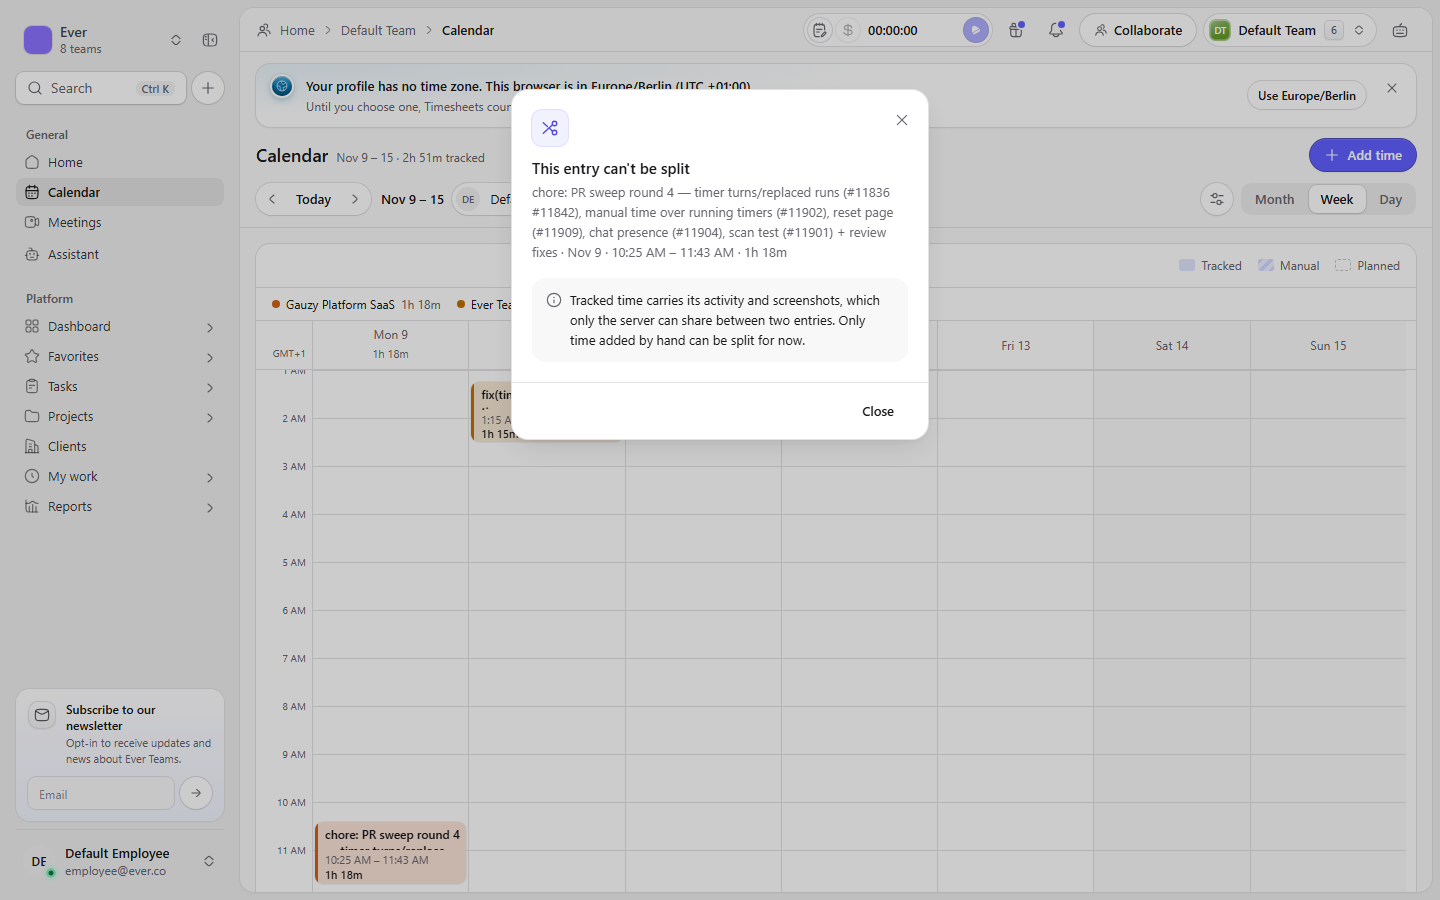 Ever
8 teams
Search
Ctrl K
General
Home
Calendar
Meetings
Assistant
Platform
Dashboard
Favorites
Tasks
Projects
Clients
My work
Reports
Subscribe to our
newsletter
Opt-in to receive updates and
news about Ever Teams.
Email
DE
Default Employee
employee@ever.co
Home
Default Team
Calendar
00:00:00
Collaborate
DT
Default Team
6
Your profile has no time zone. This browser is in Europe/Berlin (UTC +01:00)
Until you choose one, Timesheets
Use Europe/Berlin
Calendar
Nov 9 – 15 · 2h 51m tracked
Add time
Today
Nov 9 – 15
DE
Month
Week
Day
Tracked
Manual
Planned
Gauzy Platform SaaS 1h 18m
Ever
GMT+1
Mon 9
1h 18m
Fri 13
Sat 14
Sun 15
1 AM
2 AM
3 AM
4 AM
5 AM
6 AM
7 AM
8 AM
9 AM
10 AM
11 AM
1:15
1h 15m
chore: PR sweep round 4
10:25 AM – 11:43 AM
1h 18m
This entry can't be split
chore: PR sweep round 4 — timer turns/replaced runs (#11836
#11842), manual time over running timers (#11902), reset page
(#11909), chat presence (#11904), scan test (#11901) + review
fixes · Nov 9 · 10:25 AM – 11:43 AM · 1h 18m
Tracked time carries its activity and screenshots, which
only the server can share between two entries. Only
time added by hand can be split for now.
Close